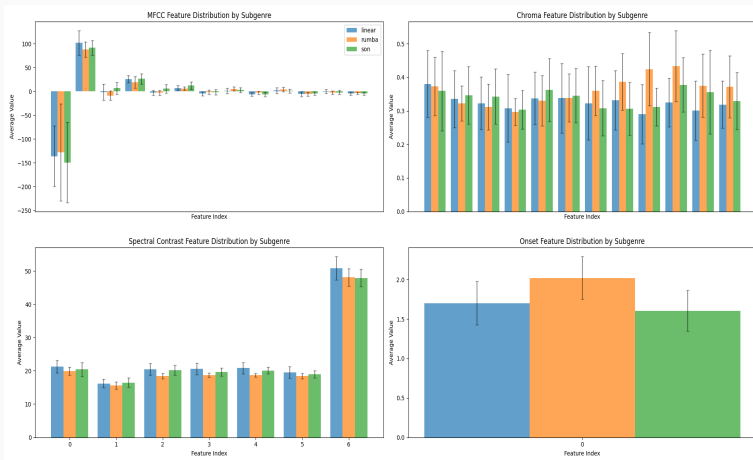 MFCC Feature Distribution by Subgenre
linear
rumba
son
100
50
0
−50
−100
−150
−200
−250
Average Value
Feature Index
Chroma Feature Distribution by Subgenre
0.5
0.4
0.3
0.2
0.1
0.0
Average Value
Feature Index
Spectral Contrast Feature Distribution by Subgenre
50
40
30
20
10
0
Average Value
0 1 2 3 4 5 6
Feature Index
Onset Feature Distribution by Subgenre
2.0
1.5
1.0
0.5
0.0
Average Value
0
Feature Index